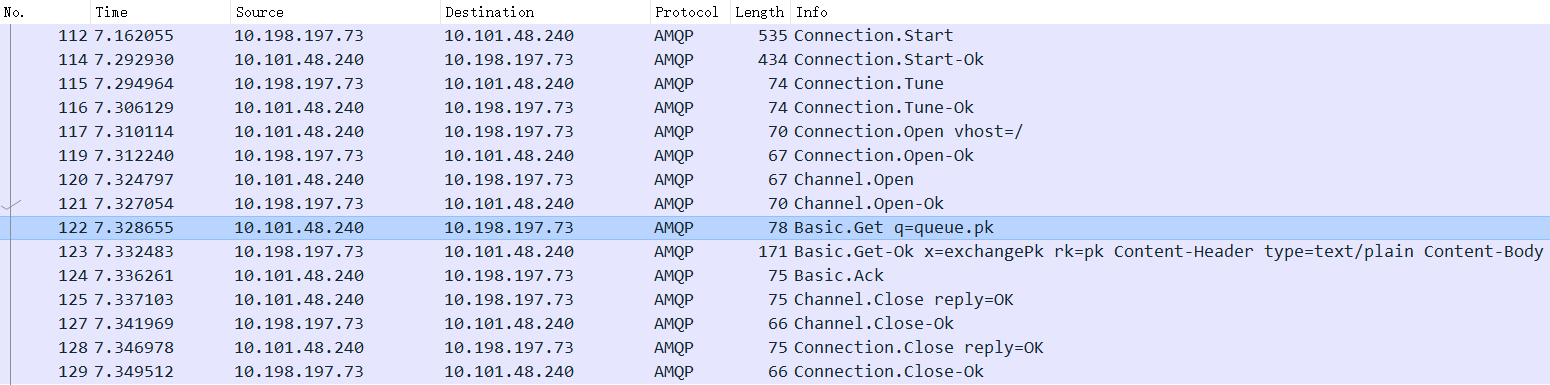 No. Time Source Destination Protocol Length Info
112 7.162055 10.198.197.73 10.101.48.240 AMQP 535 Connection.Start
114 7.292930 10.101.48.240 10.198.197.73 AMQP 434 Connection.Start-Ok
115 7.294964 10.198.197.73 10.101.48.240 AMQP 74 Connection.Tune
116 7.306129 10.101.48.240 10.198.197.73 AMQP 74 Connection.Tune-Ok
117 7.310114 10.101.48.240 10.198.197.73 AMQP 70 Connection.Open vhost=/
119 7.312240 10.198.197.73 10.101.48.240 AMQP 67 Connection.Open-Ok
120 7.324797 10.101.48.240 10.198.197.73 AMQP 67 Channel.Open
121 7.327054 10.198.197.73 10.101.48.240 AMQP 70 Channel.Open-Ok
122 7.328655 10.101.48.240 10.198.197.73 AMQP 78 Basic.Get q=queue.pk
123 7.332483 10.198.197.73 10.101.48.240 AMQP 171 Basic.Get-Ok x=exchangePk rk=pk Content-Header type=text/plain Content-Body
124 7.336261 10.101.48.240 10.198.197.73 AMQP 75 Basic.Ack
125 7.337103 10.101.48.240 10.198.197.73 AMQP 75 Channel.Close reply=OK
127 7.341969 10.198.197.73 10.101.48.240 AMQP 66 Channel.Close-Ok
128 7.346978 10.101.48.240 10.198.197.73 AMQP 75 Connection.Close reply=OK
129 7.349512 10.198.197.73 10.101.48.240 AMQP 66 Connection.Close-Ok